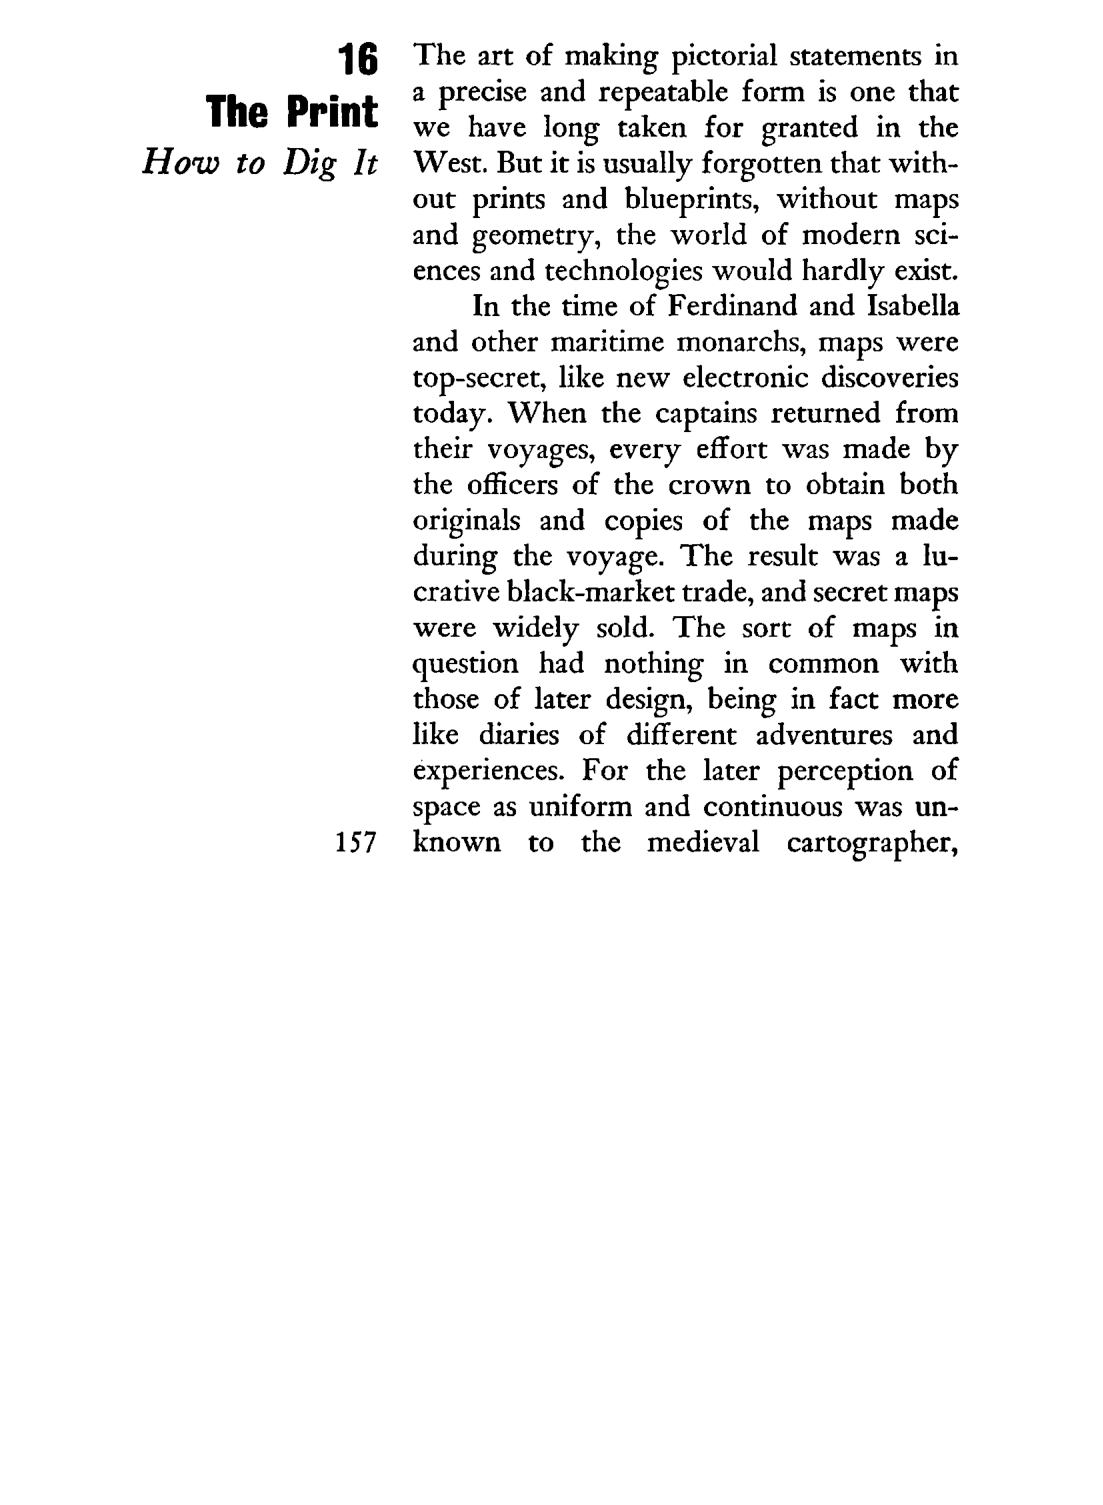 16
The Print
How to Dig It
The art of making pictorial statements in
a precise and repeatable form is one that
we have long taken for granted in the
West. But it is usually forgotten that with-
out prints and blueprints, without maps
and geometry, the world of modern sci-
ences and technologies would hardly exist.
In the time of Ferdinand and Isabella
and other maritime monarchs, maps were
top-secret, like new electronic discoveries
today. When the captains returned from
their voyages, every effort was made by
the officers of the crown to obtain both
originals and copies of the maps made
during the voyage. The result was a lu-
crative black-market trade, and secret maps
were widely sold. The sort of maps in
question had nothing in common with
those of later design, being in fact more
like diaries of different adventures and
experiences. For the later perception of
space as uniform and continuous was un-
known to the medieval cartographer,
157